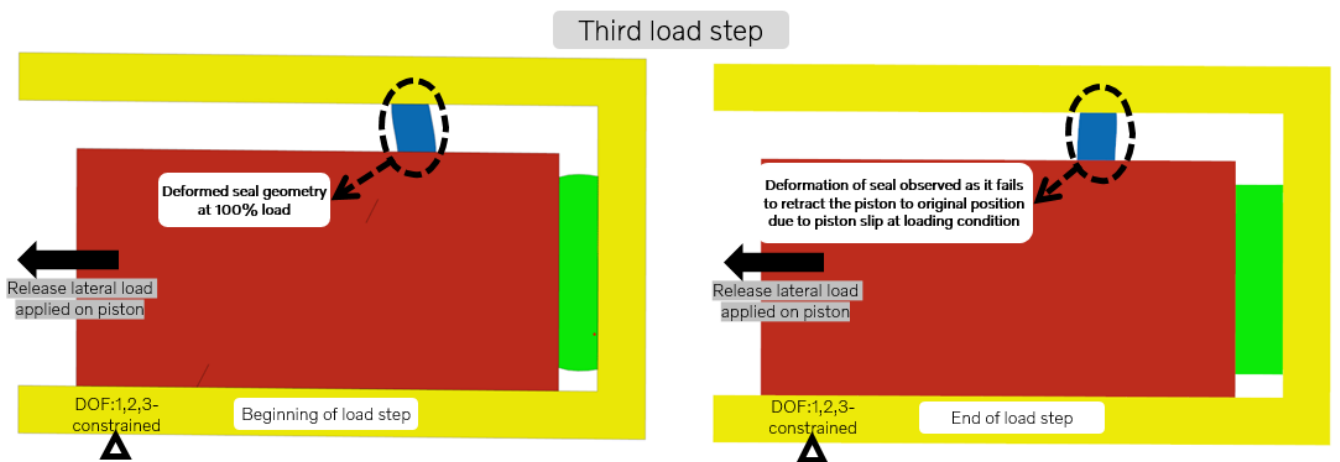 Third load step
Deformed seal geometry
at 100% load
Release lateral load
applied on piston
DOF:1,2,3-
constrained
Beginning of load step
Deformation of seal observed as it fails
to retract the piston to original position
due to piston slip at loading condition
Release lateral load
applied on piston
DOF:1,2,3-
constrained
End of load step